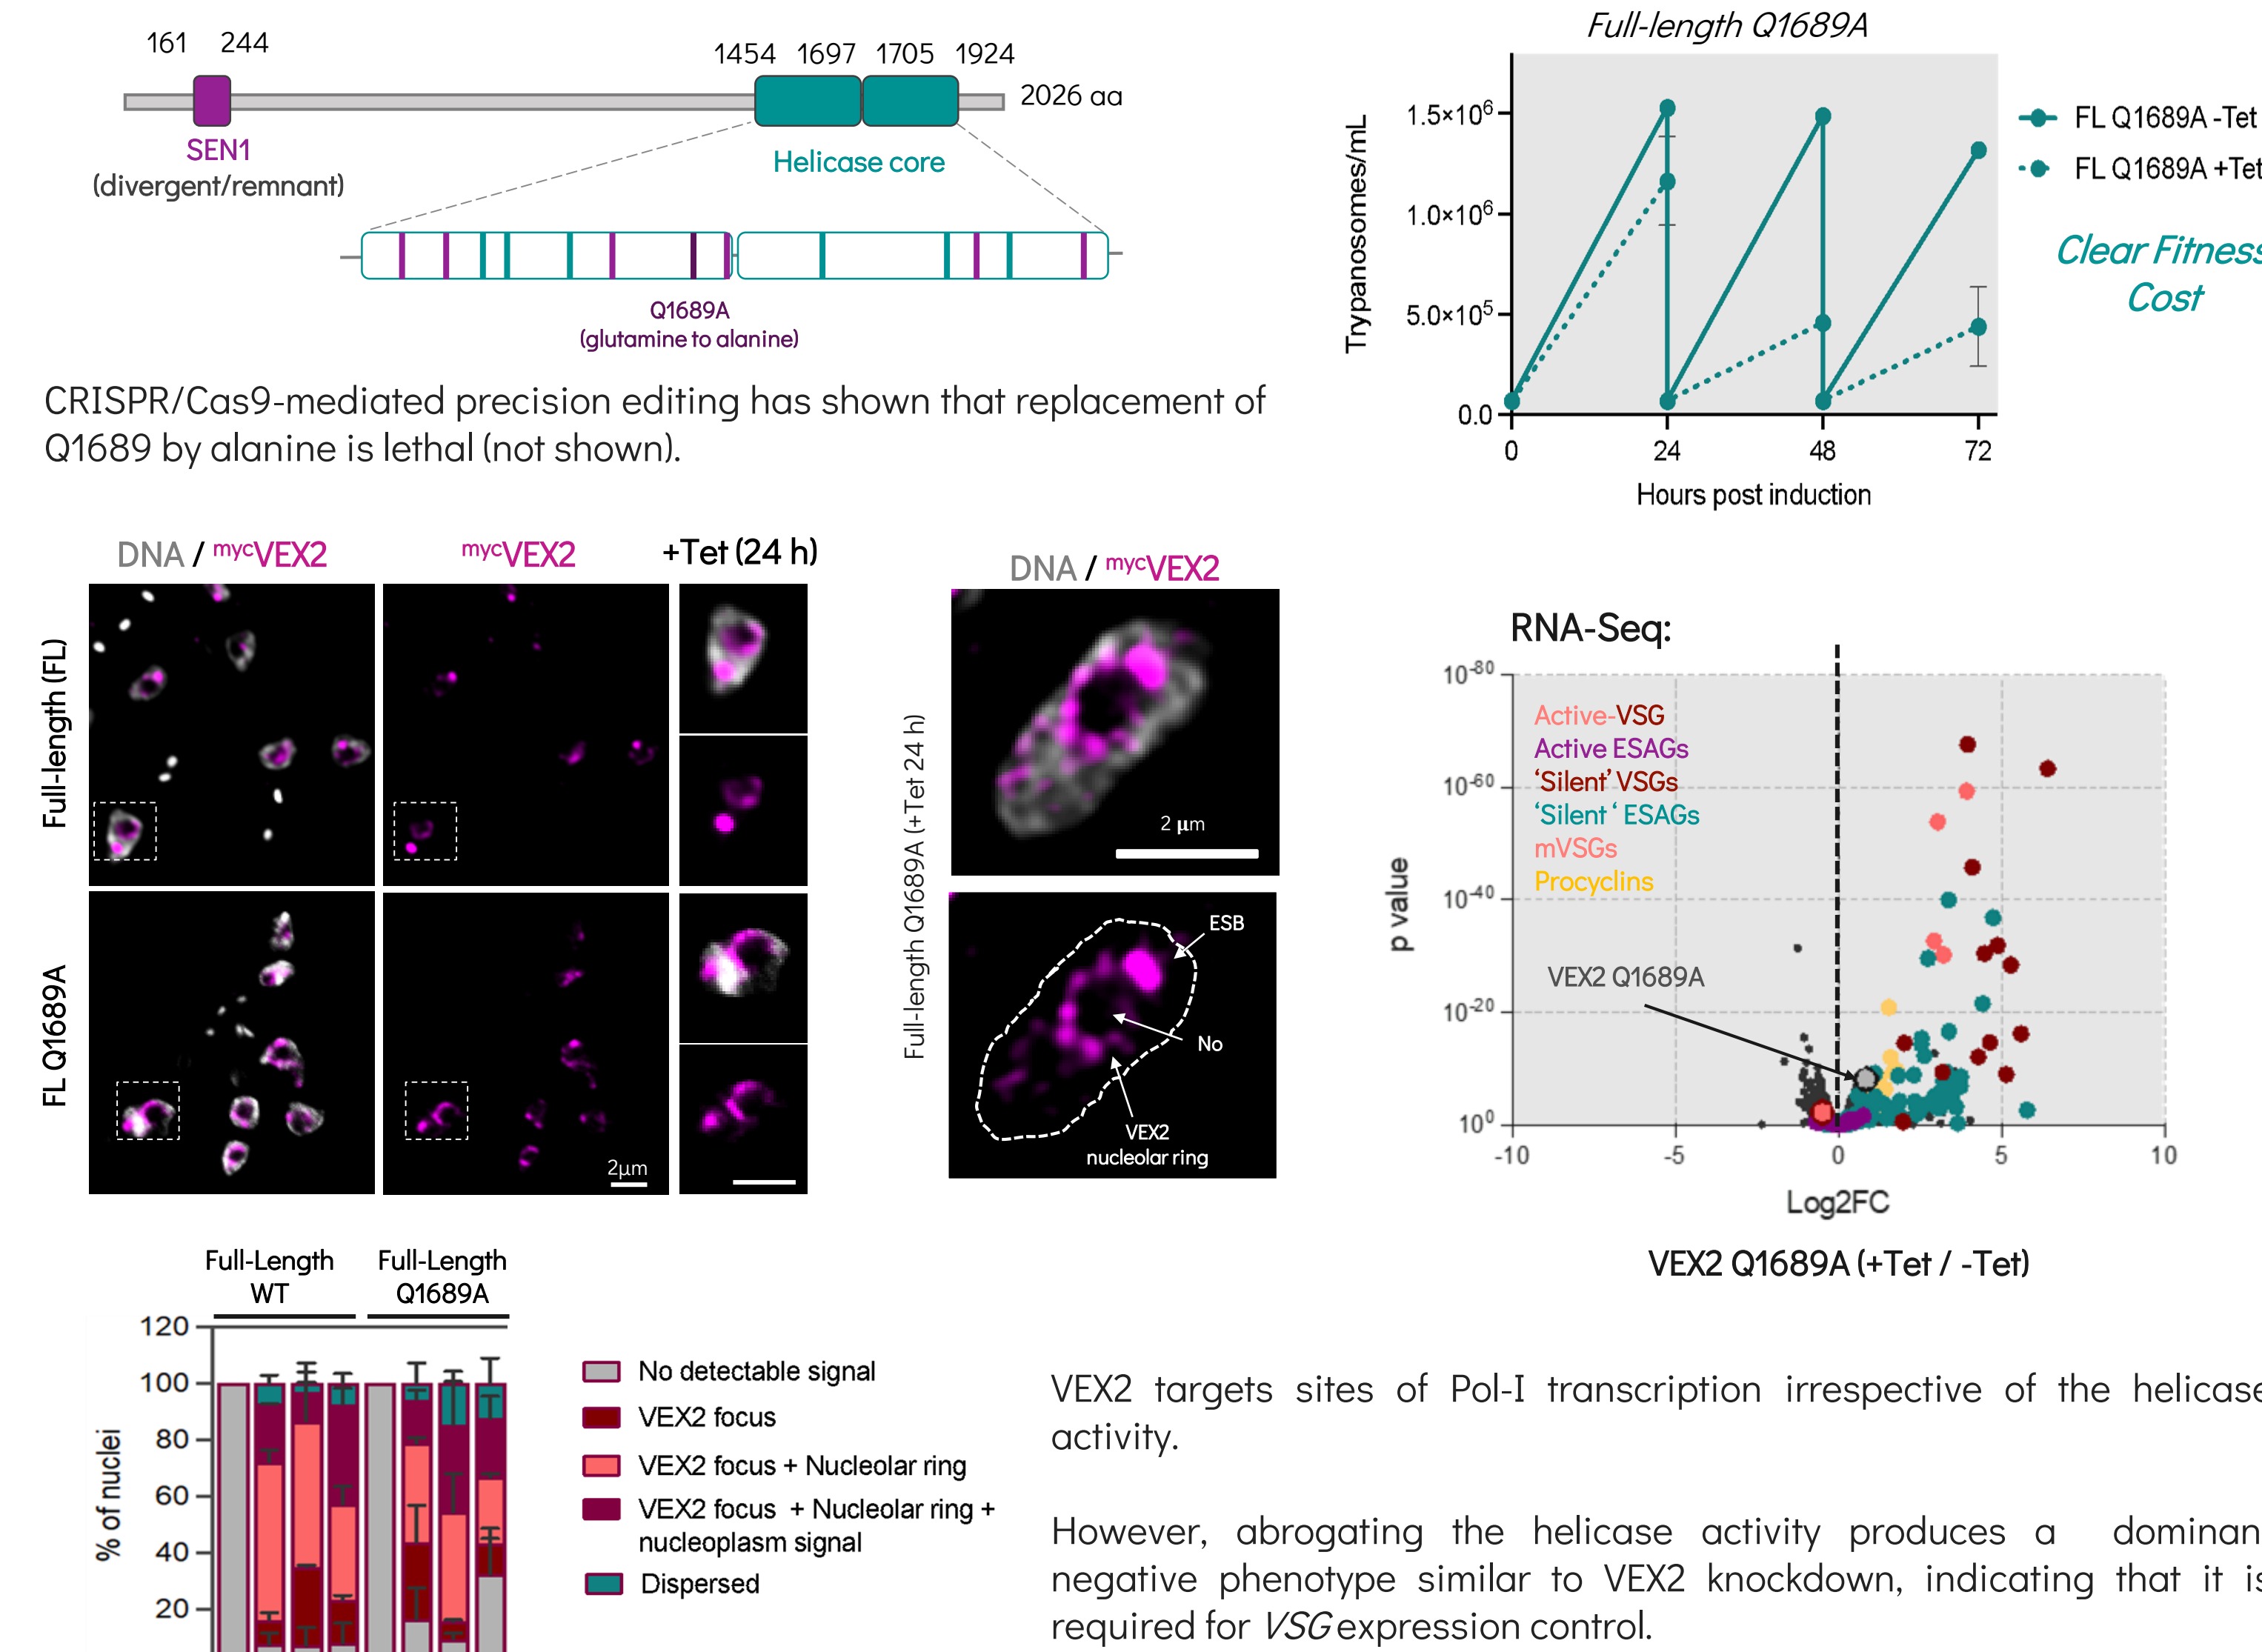 161 244
1454 1697 1705 1924
2026 aa
SEN1
(divergent/remnant)
Helicase core
Q1689A
(glutamine to alanine)
CRISPR/Cas9-mediated precision editing has shown that replacement of
Q1689 by alanine is lethal (not shown).
Full-length Q1689A
Trypanosomes/mL
1.5×10⁶
1.0×10⁶
5.0×10⁵
0.0
0 24 48 72
Hours post induction
FL Q1689A -Tet
FL Q1689A +Tet
Clear Fitness
Cost
DNA / mycVEX2
mycVEX2
+Tet (24 h)
Full-length (FL)
FL Q1689A
2μm
DNA / mycVEX2
Full-length Q1689A (+Tet 24 h)
2 μm
ESB
No
VEX2
nucleolar ring
RNA-Seq:
p value
10⁻⁸⁰
10⁻⁶⁰
10⁻⁴⁰
10⁻²⁰
10⁰
Active-VSG
Active ESAGs
‘Silent’ VSGs
‘Silent ‘ ESAGs
mVSGs
Procyclins
VEX2 Q1689A
-10 -5 0 5 10
Log2FC
VEX2 Q1689A (+Tet / -Tet)
Full-Length
WT
Full-Length
Q1689A
% of nuclei
120
100
80
60
40
20
No detectable signal
VEX2 focus
VEX2 focus + Nucleolar ring
VEX2 focus + Nucleolar ring +
nucleoplasm signal
Dispersed
VEX2 targets sites of Pol-I transcription irrespective of the helicase
activity.
However, abrogating the helicase activity produces a dominan
negative phenotype similar to VEX2 knockdown, indicating that it is
required for VSG expression control.